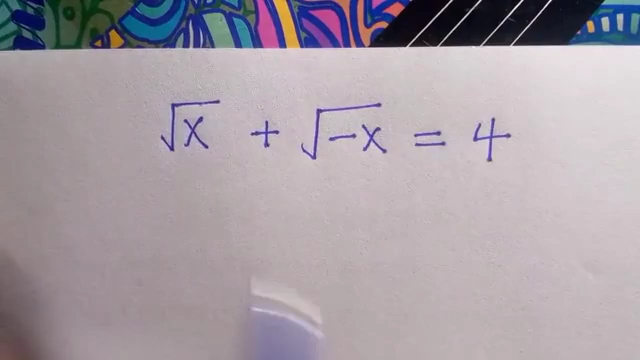 √x + √-x = 4